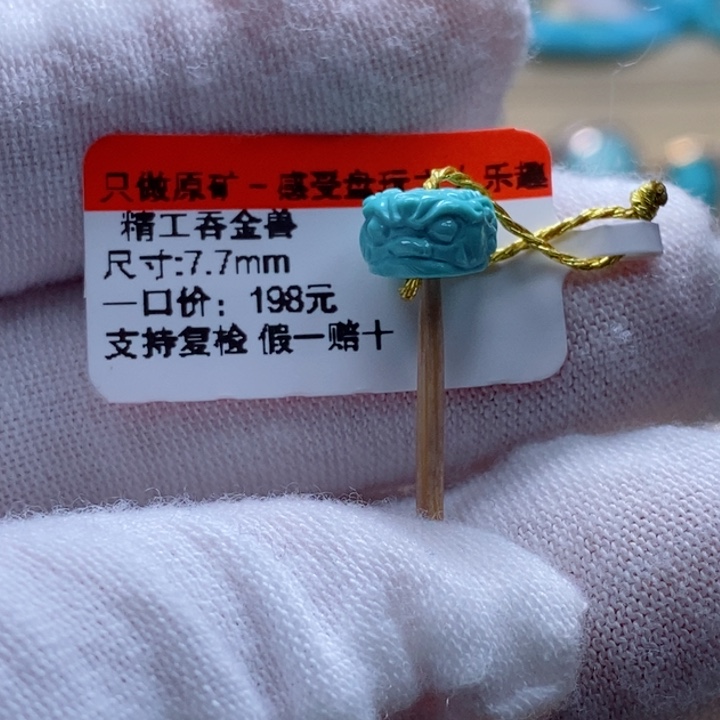 只做原矿－感受盘玩 乐趣
精工吞金兽
尺寸:7.7mm
一口价：198元
支持复检 假一赔十